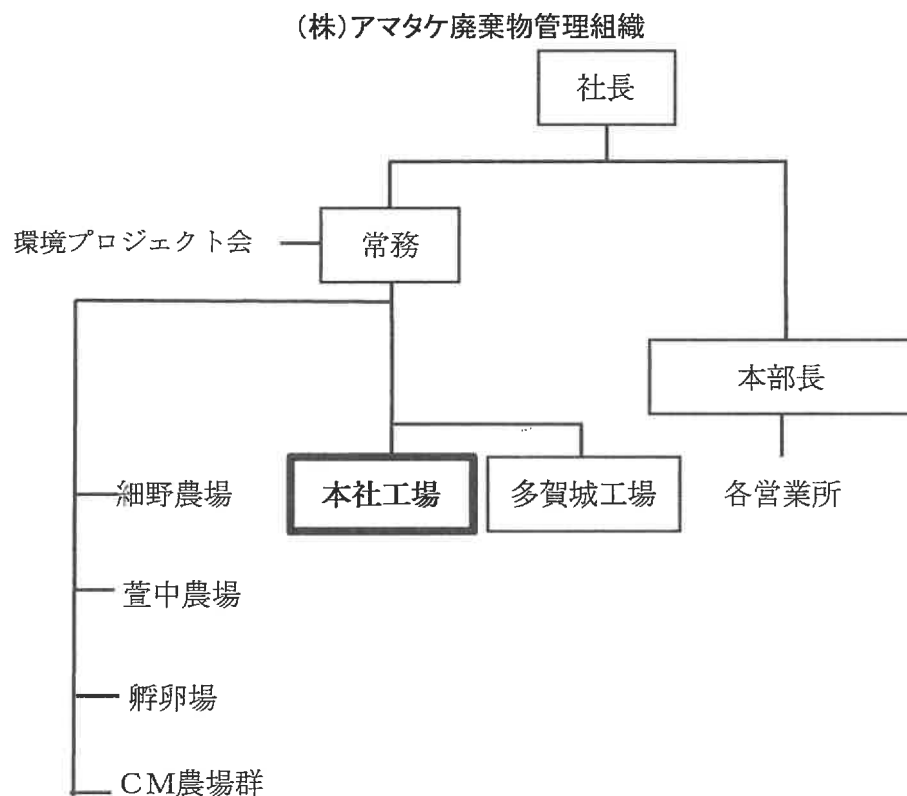 (株)アマタケ廃棄物管理組織
社長
環境プロジェクト会
常務
本部長
細野農場
本社工場
多賀城工場
各営業所
萱中農場
孵卵場
CM農場群